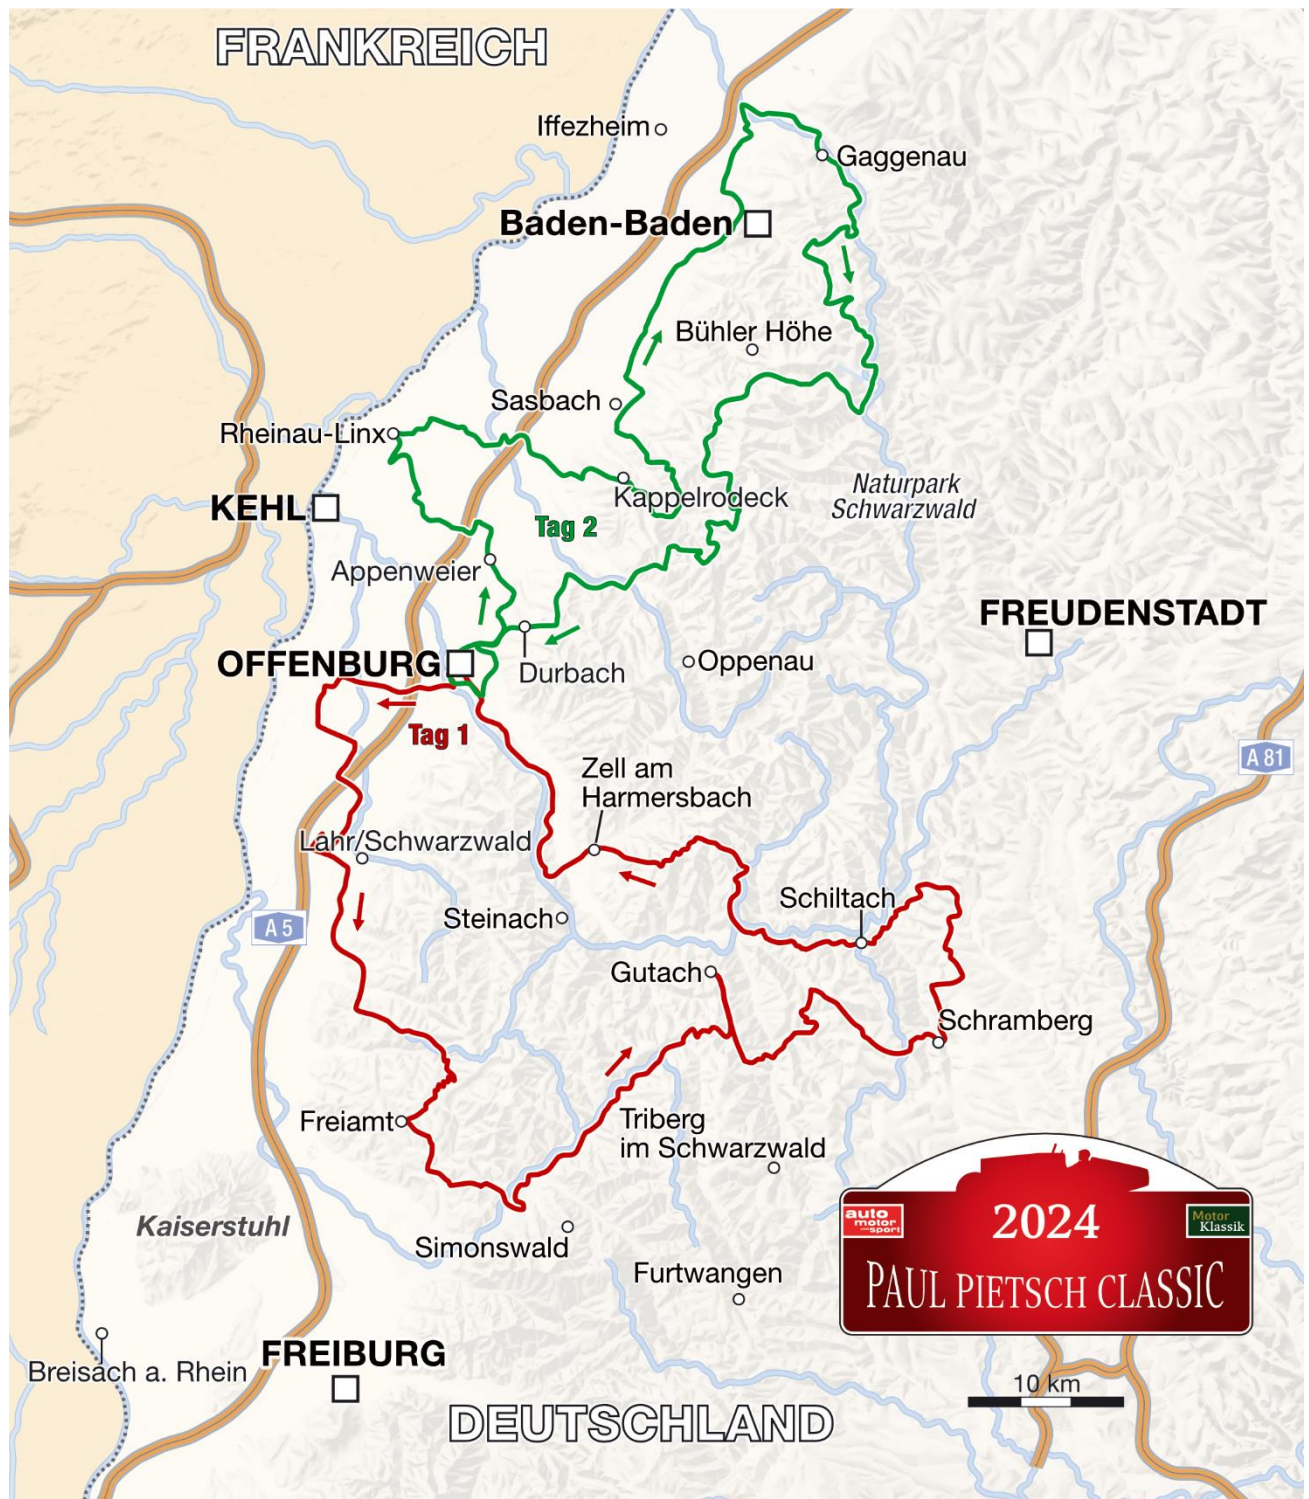 FRANKREICH
Iffezheim
Gaggenau
Baden-Baden
Bühler Höhe
Sasbach
Rheinau-Linx
Kappelrodeck
KEHL
Naturpark
Schwarzwald
Tag 2
Appenweier
FREUDENSTADT
OFFENBURG
Durbach
Oppenau
Tag 1
A 81
Zell am
Harmersbach
Lahr/Schwarzwald
Schiltach
Steinach
A 5
Gutach
Schramberg
Freiamt
Triberg
im Schwarzwald
Kaiserstuhl
Simonswald
Furtwangen
auto
motor
und
sport
2024
Motor
Klassik
PAUL PIETSCH CLASSIC
FREIBURG
Breisach a. Rhein
10 km
DEUTSCHLAND